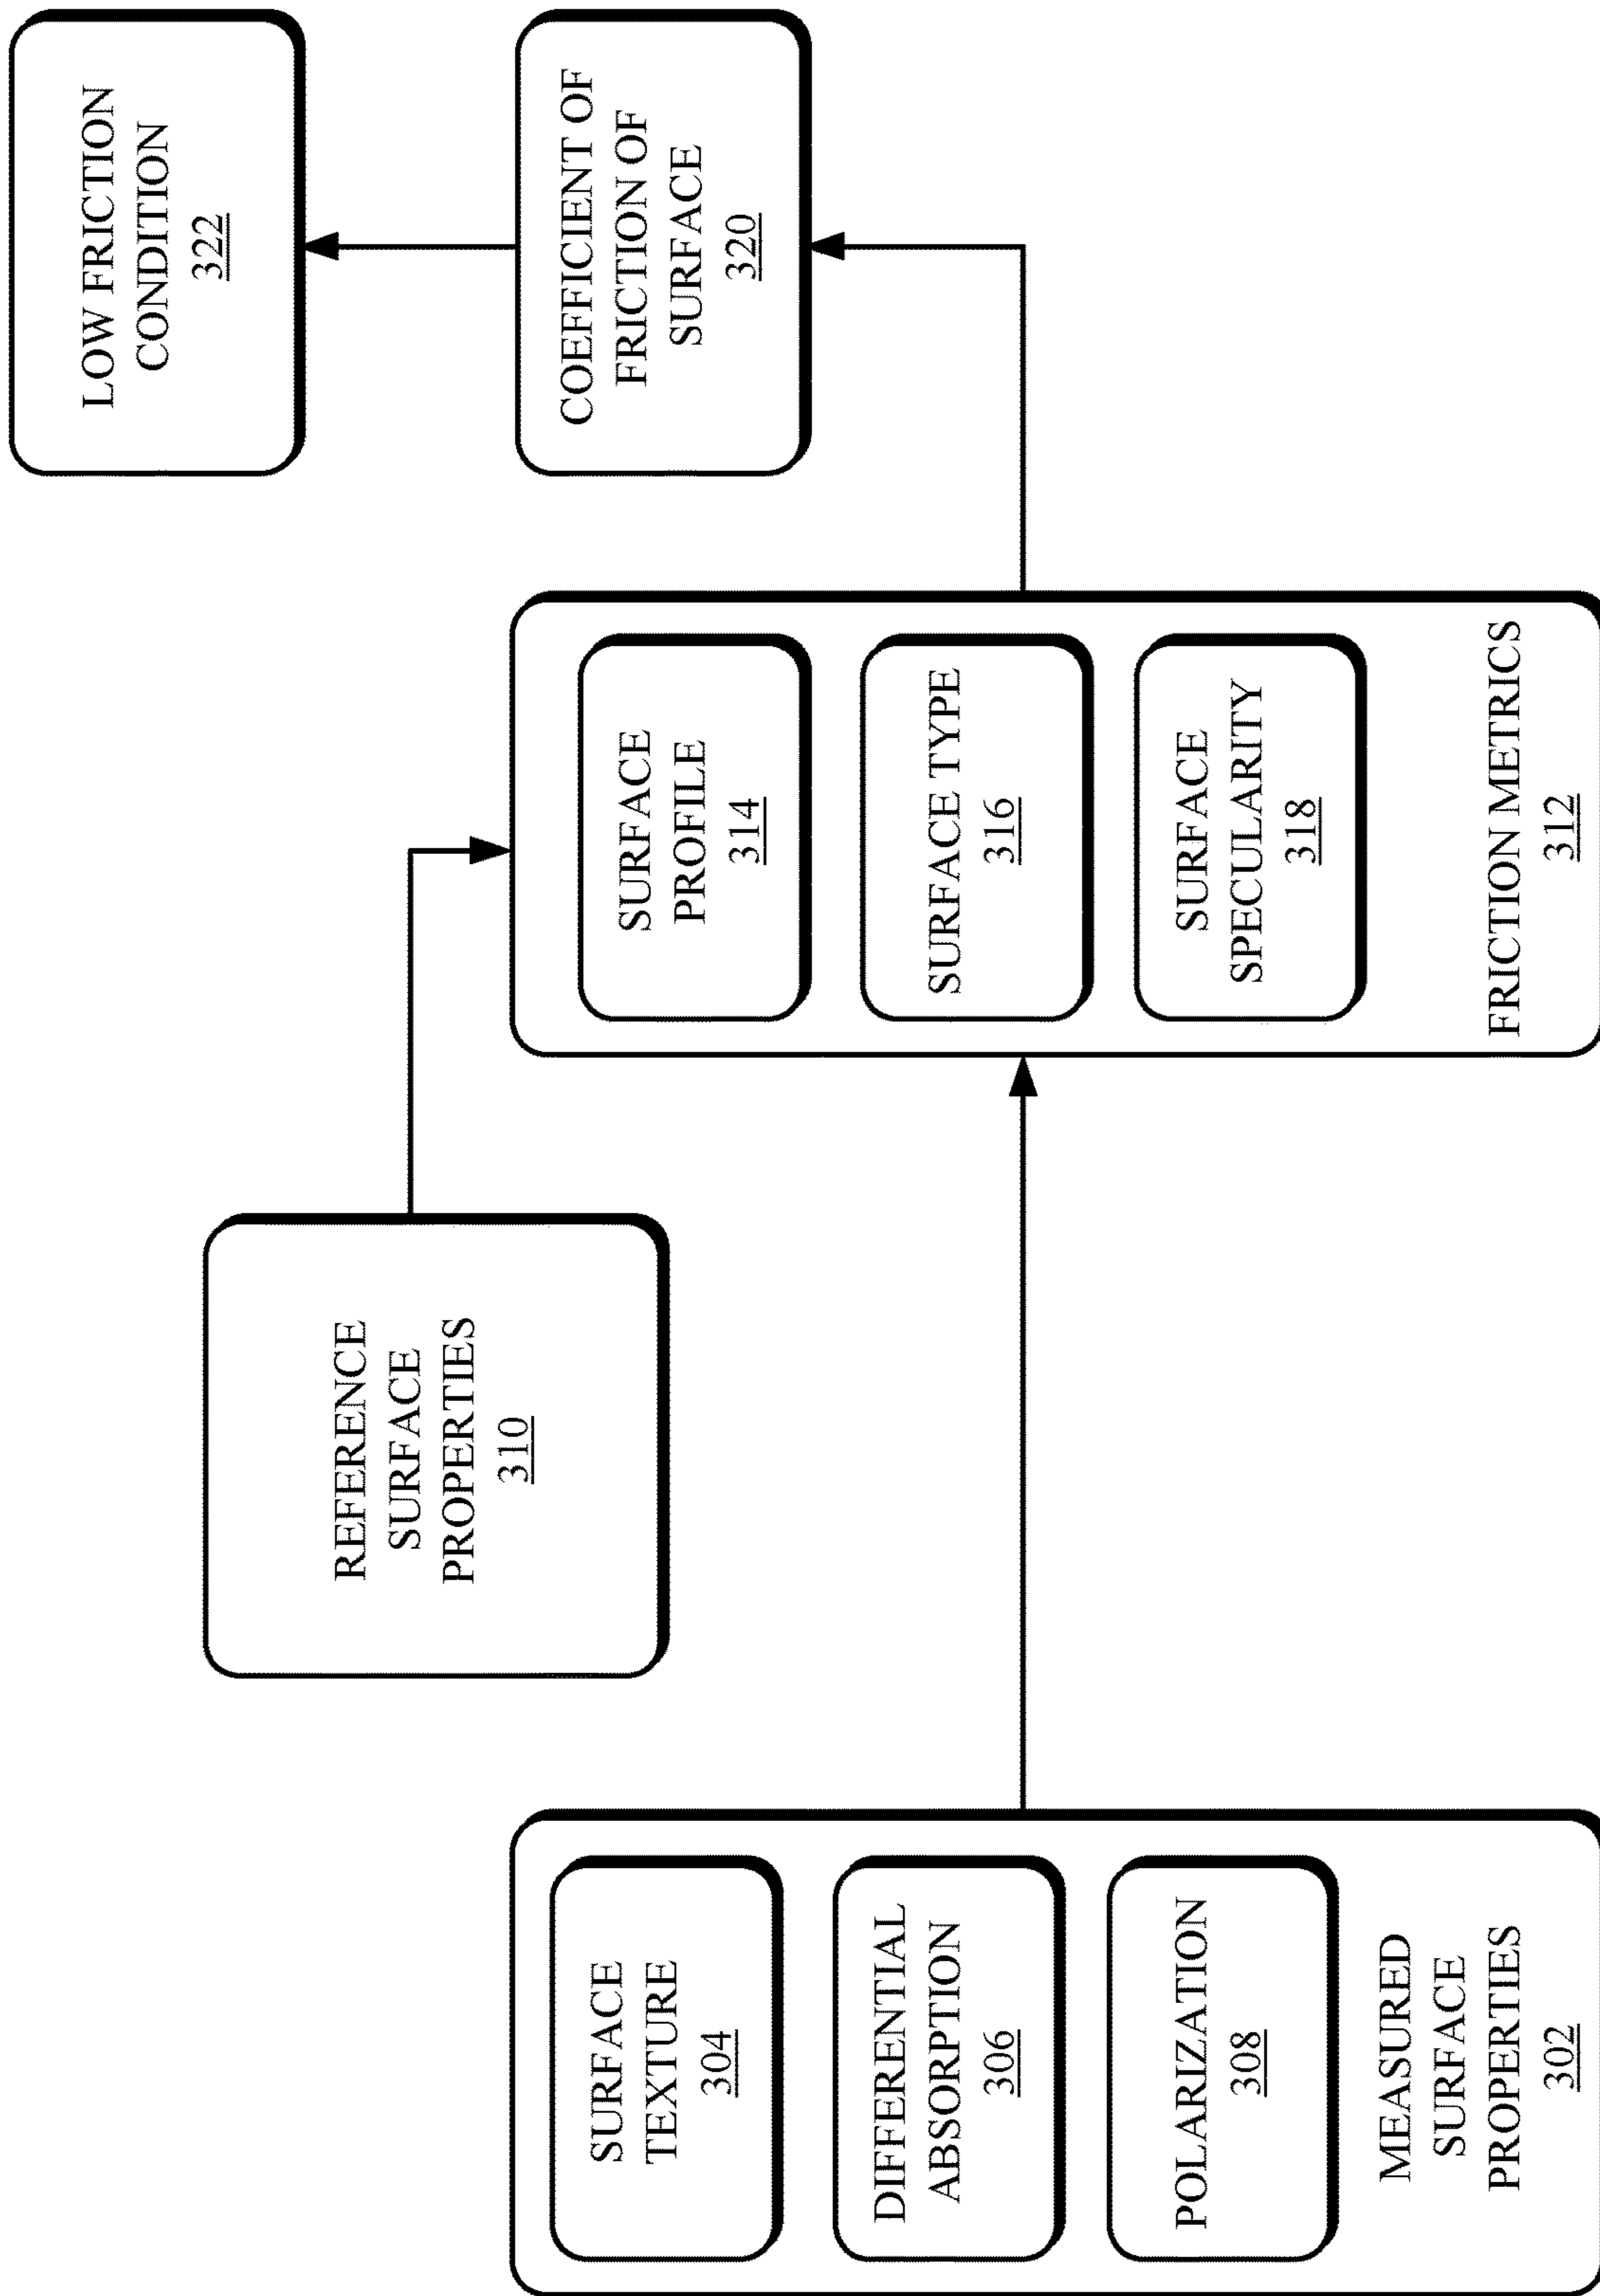 MEASURED
SURFACE
PROPERTIES
302
SURFACE
TEXTURE
304
DIFFERENTIAL
ABSORPTION
306
POLARIZATION
308
REFERENCE
SURFACE
PROPERTIES
310
FRICTION METRICS
312
SURFACE
PROFILE
314
SURFACE TYPE
316
SURFACE
SPECULARITY
318
COEFFICIENT OF
FRICTION OF
SURFACE
320
LOW FRICTION
CONDITION
322